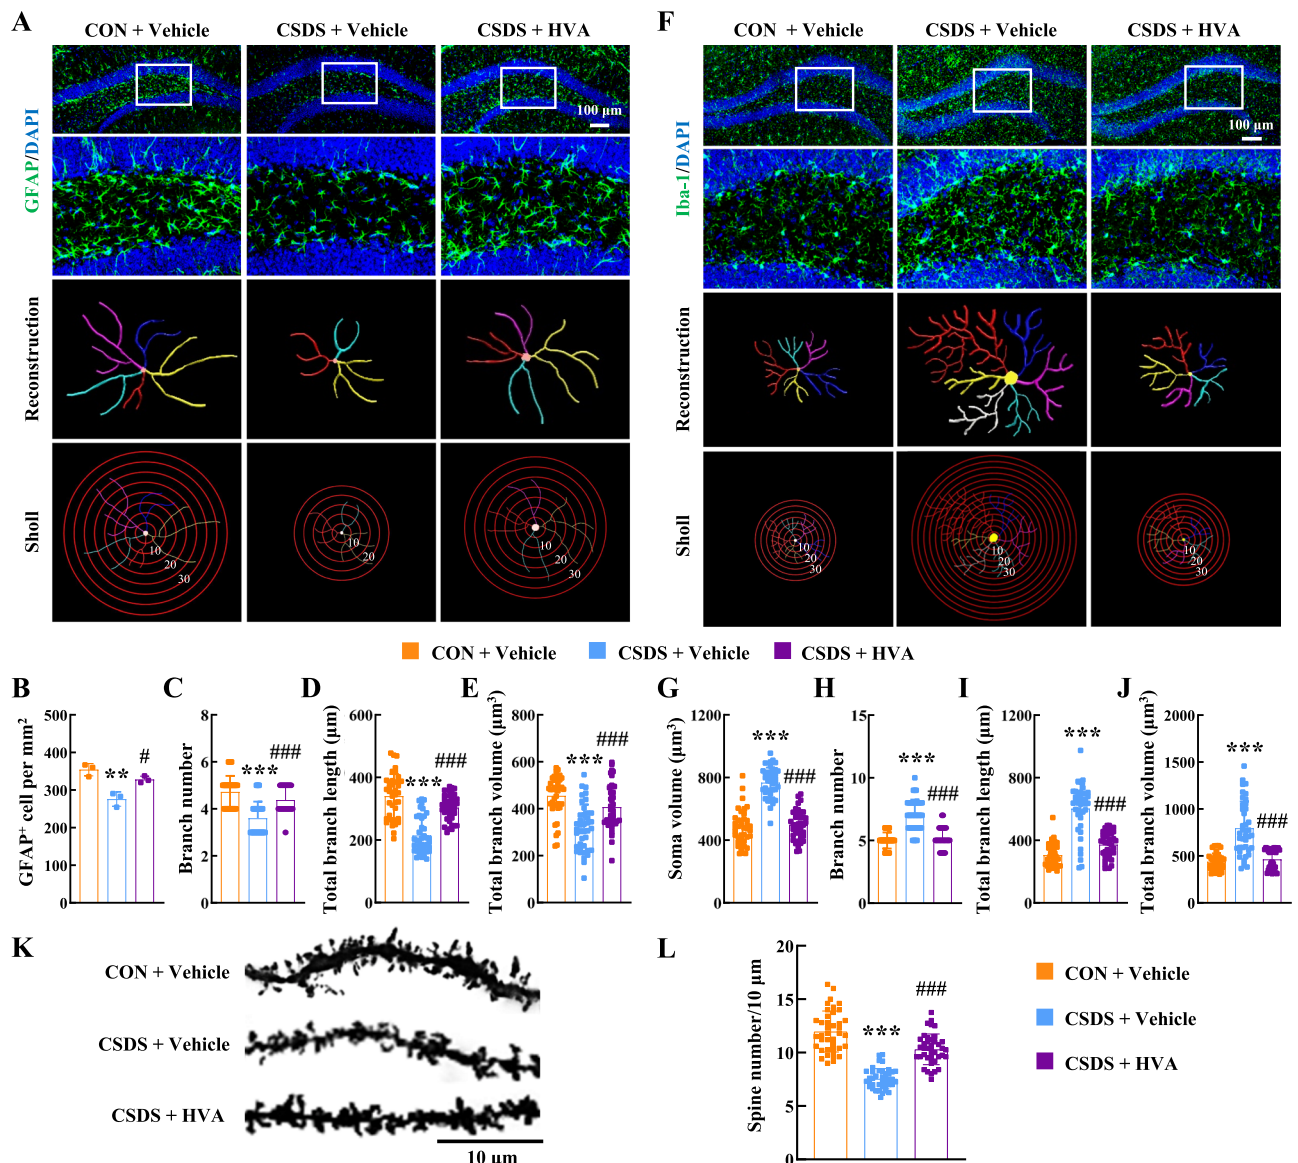 A
CON + Vehicle
CSDS + Vehicle
CSDS + HVA
GFAP/DAPI
100 μm
Reconstruction
Sholl
10
20
30
10
20
10
20
30
F
CON + Vehicle
CSDS + Vehicle
CSDS + HVA
Iba-1/DAPI
100 μm
Reconstruction
Sholl
10
20
30
10
20
30
10
20
30
CON + Vehicle
CSDS + Vehicle
CSDS + HVA
B
GFAP⁺ cell per mm²
500
400
300
200
100
0
**
#
C
Branch number
8
6
4
2
0
***
###
D
Total branch length (μm)
600
400
200
0
***
###
E
Total branch volume (μm³)
800
600
400
200
0
***
###
G
Soma volume (μm³)
1200
800
400
0
***
###
H
Branch number
15
10
5
0
***
###
I
Total branch length (μm)
1200
800
400
0
***
###
J
Total branch volume (μm³)
2000
1500
1000
500
0
***
###
K
CON + Vehicle
CSDS + Vehicle
CSDS + HVA
10 μm
L
Spine number/10 μm
20
15
10
5
0
***
###
CON + Vehicle
CSDS + Vehicle
CSDS + HVA